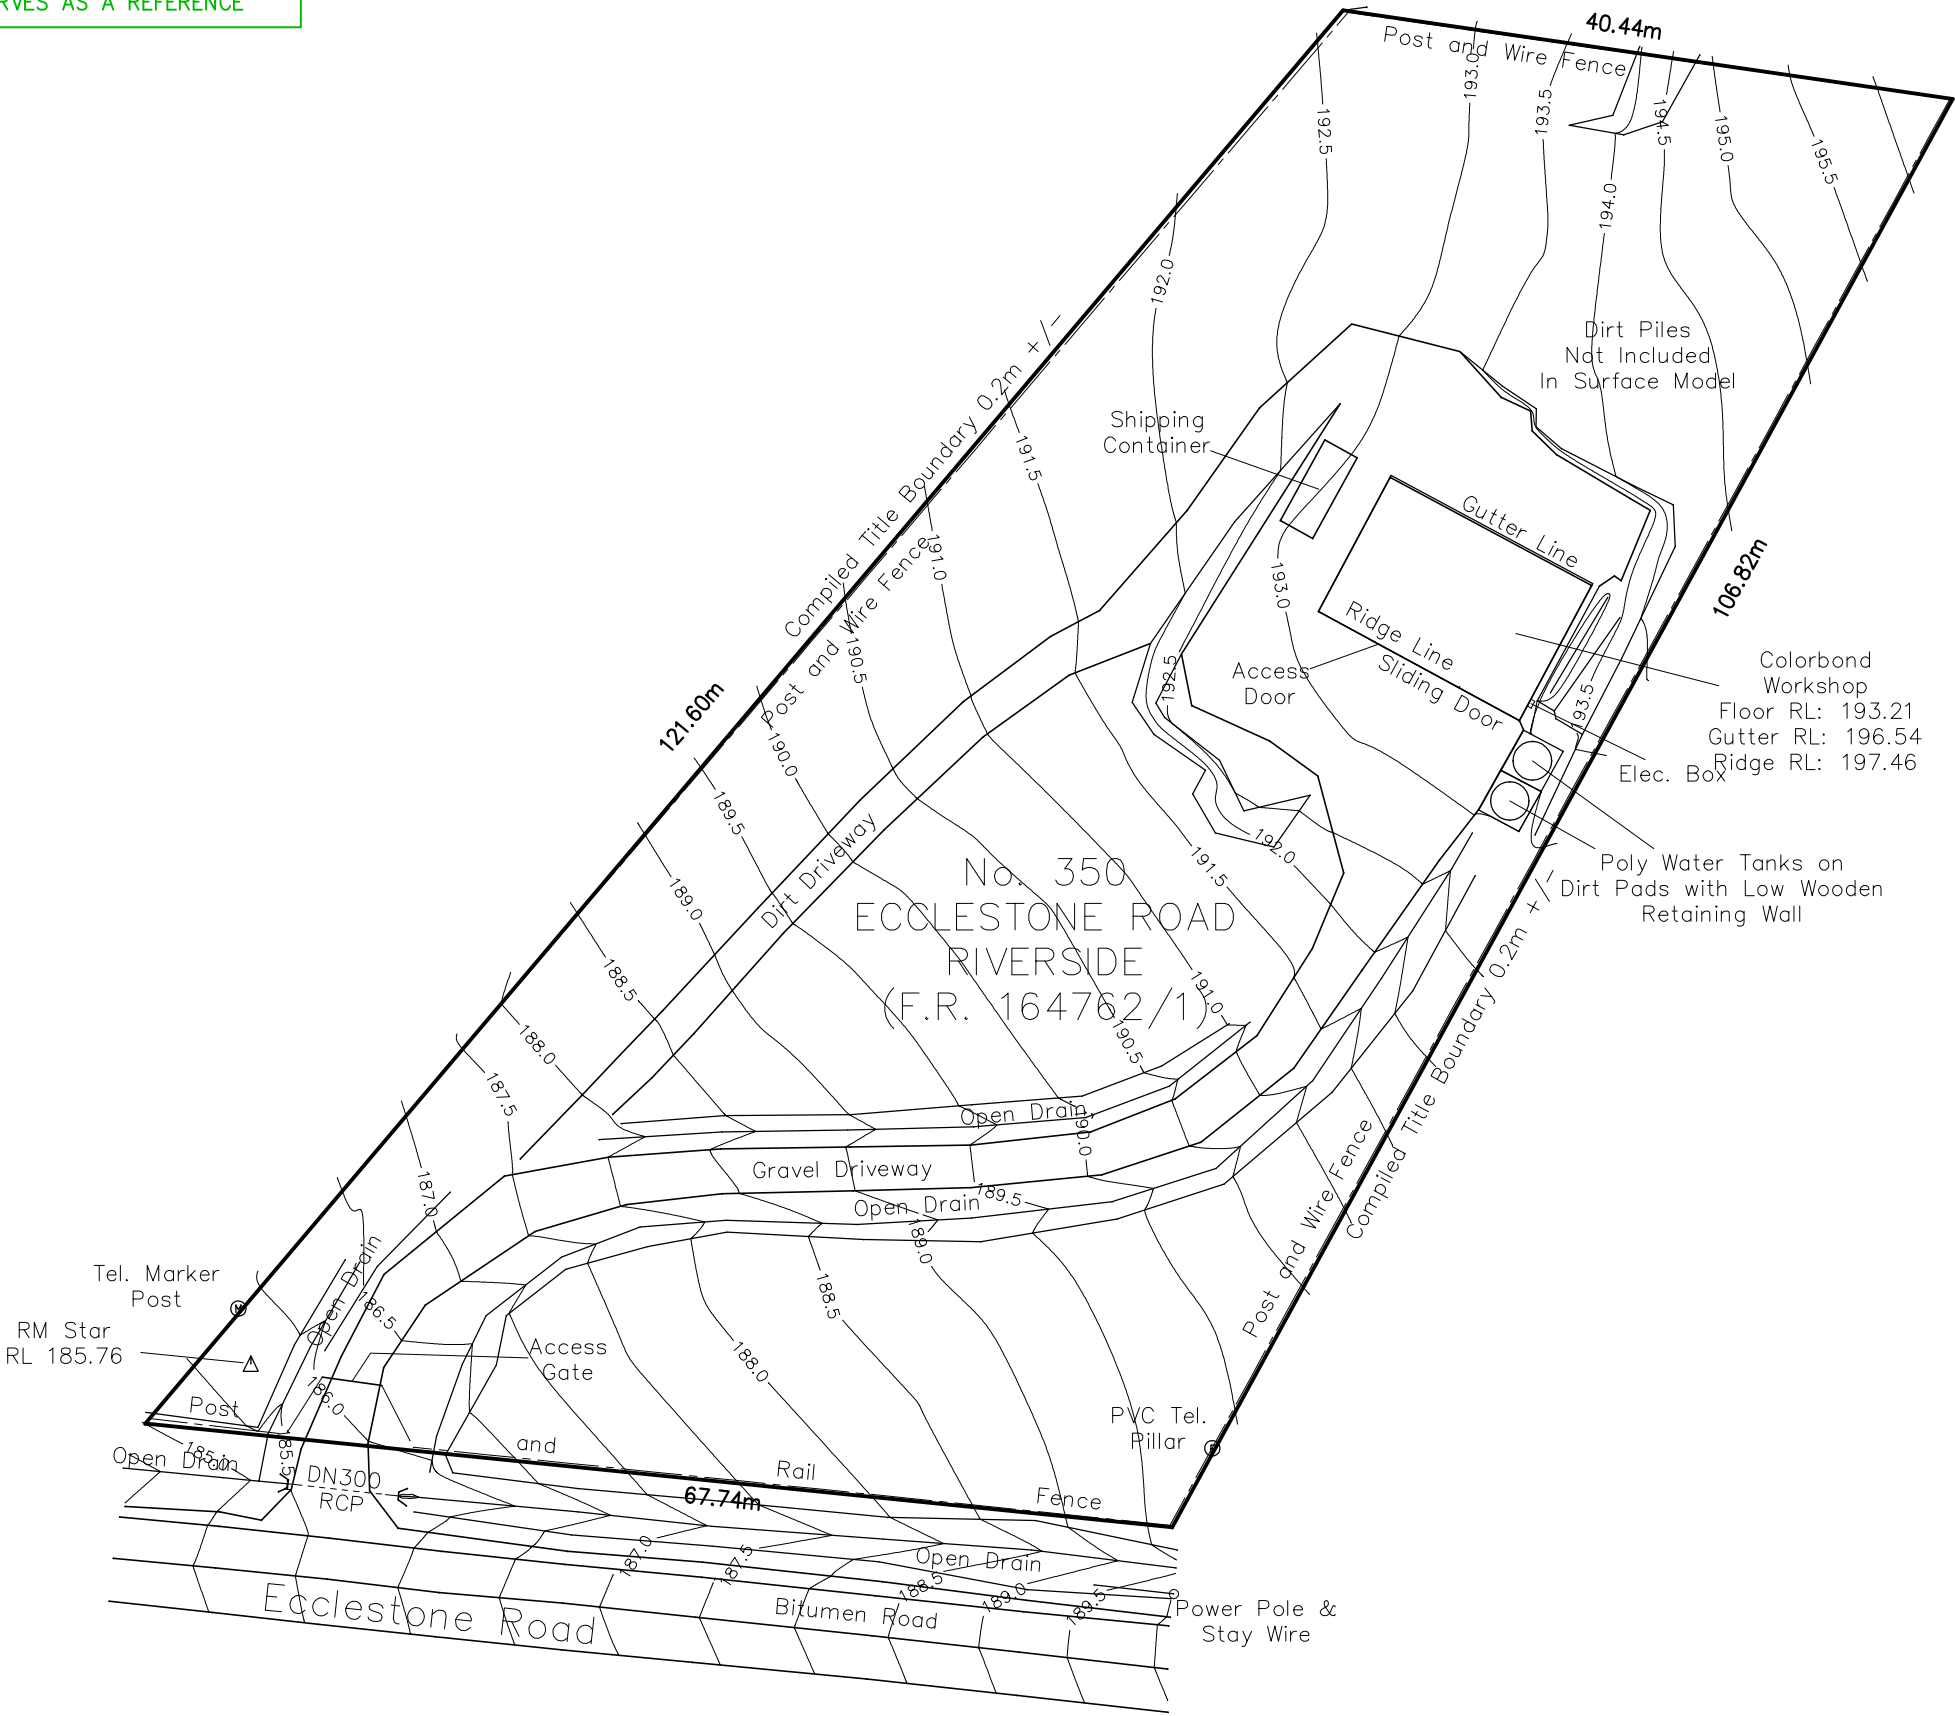 RVES AS A REFERENCE
40.44m
Post and Wire Fence
193.0
193.5
194.5
195.0
195.5
192.5
194.0
192.0
Dirt Piles
Not Included
In Surface Model
Compiled Title Boundary 0.2m +/-
Post and Wire Fence
121.60m
Shipping
Container
191.5
191.0
190.5
190.0
189.5
189.0
188.5
188.0
187.5
187.0
186.5
186.0
185.5
185.0
Gutter Line
Ridge Line
Sliding Door
Access
Door
193.0
192.5
193.5
106.82m
Colorbond
Workshop
Floor RL: 193.21
Gutter RL: 196.54
Ridge RL: 197.46
Elec. Box
Poly Water Tanks on
Dirt Pads with Low Wooden
Retaining Wall
Dirt Driveway
192.0
191.5
191.0
190.5
190.0
No. 350
ECCLESTONE ROAD
RIVERSIDE
(F.R. 164762/1)
Open Drain
Gravel Driveway
Open Drain
189.5
189.0
188.5
188.0
Compiled Title Boundary 0.2m +/-
Post and Wire Fence
Tel. Marker
Post
M
RM Star
RL 185.76
Open Drain
Access
Gate
PVC Tel.
Pillar
P
Post
and
Rail
Fence
67.74m
Open Drain
DN300
RCP
Open Drain
187.0
187.5
188.5
189.0
189.5
Ecclestone Road
Bitumen Road
Power Pole &
Stay Wire